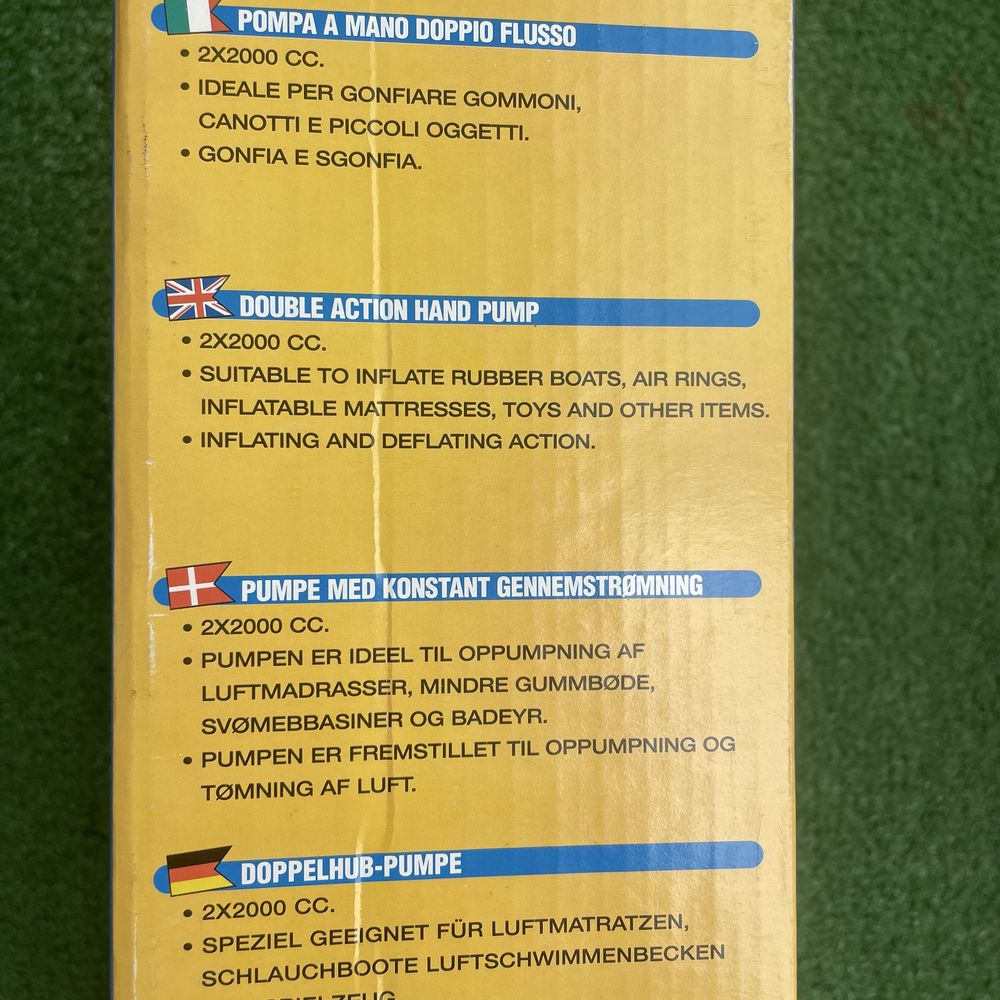 POMPA A MANO DOPPIO FLUSSO
• 2X2000 CC.
• IDEALE PER GONFIARE GOMMONI,
CANOTTI E PICCOLI OGGETTI.
• GONFIA E SGONFIA.
DOUBLE ACTION HAND PUMP
• 2X2000 CC.
• SUITABLE TO INFLATE RUBBER BOATS, AIR RINGS,
INFLATABLE MATTRESSES, TOYS AND OTHER ITEMS.
• INFLATING AND DEFLATING ACTION.
PUMPE MED KONSTANT GENNEMSTRØMNING
• 2X2000 CC.
• PUMPEN ER IDEEL TIL OPPUMPNING AF
LUFTMADRASSER, MINDRE GUMMBØDE,
SVØMEBBASINER OG BADEYR.
• PUMPEN ER FREMSTILLET TIL OPPUMPNING OG
TØMNING AF LUFT.
DOPPELHUB-PUMPE
• 2X2000 CC.
• SPEZIEL GEEIGNET FÜR LUFTMATRATZEN,
SCHLAUCHBOOTE LUFTSCHWIMMENBECKEN